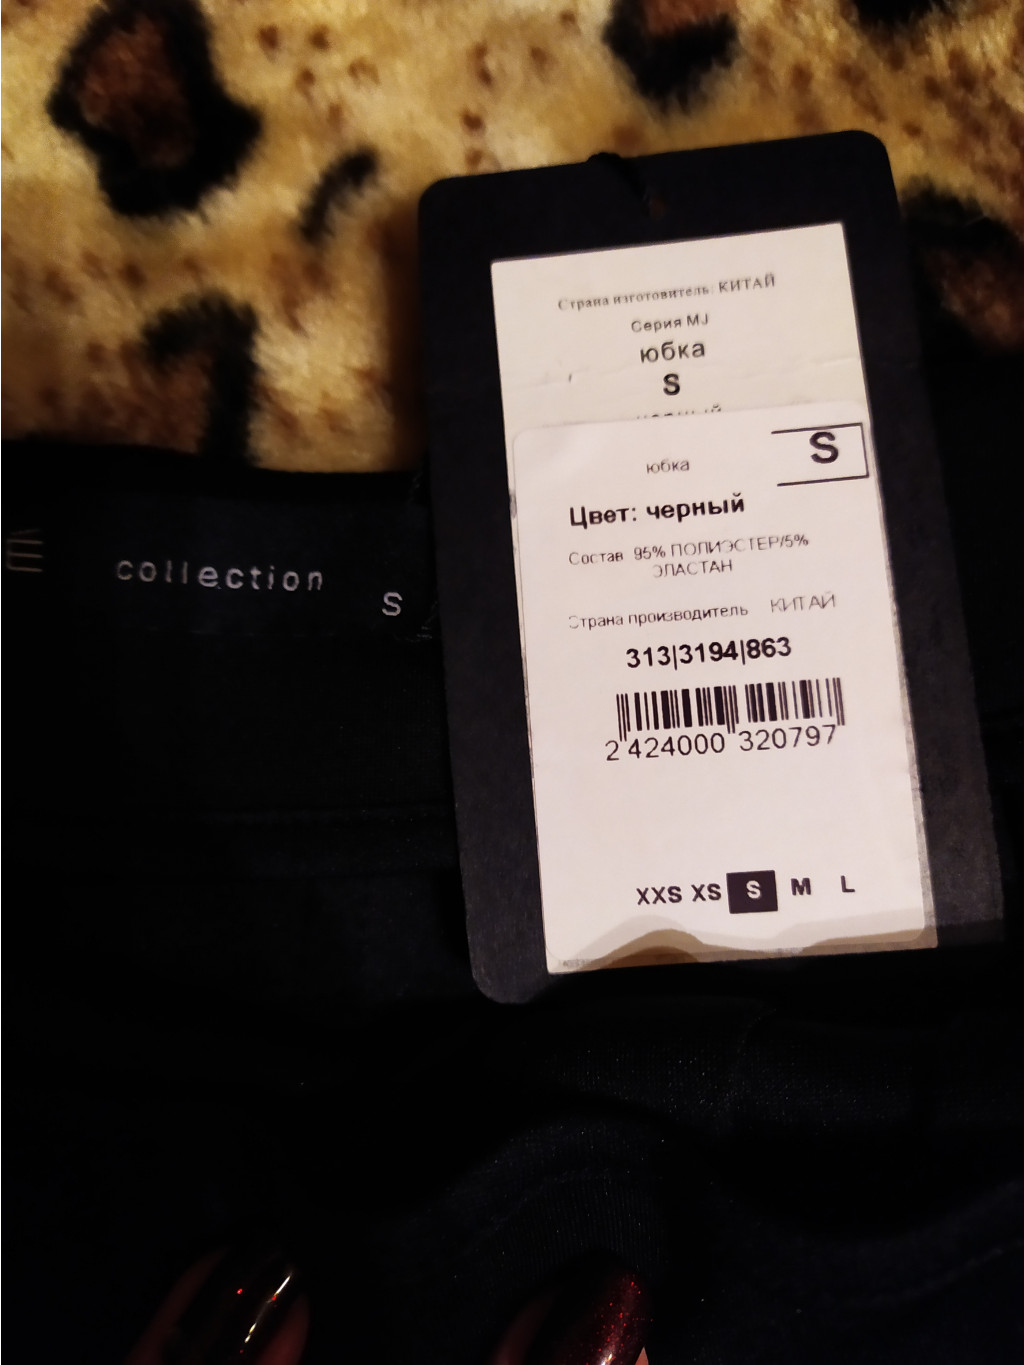 Страна изготовитель: КИТАЙ
Серия MJ
юбка
S
S
юбка
Цвет: черный
Состав 95% ПОЛИЭСТЕР/5%
ЭЛАСТАН
Страна производитель КИТАЙ
313|3194|863
2 424000 320797
XXS XS S M L
collection
S